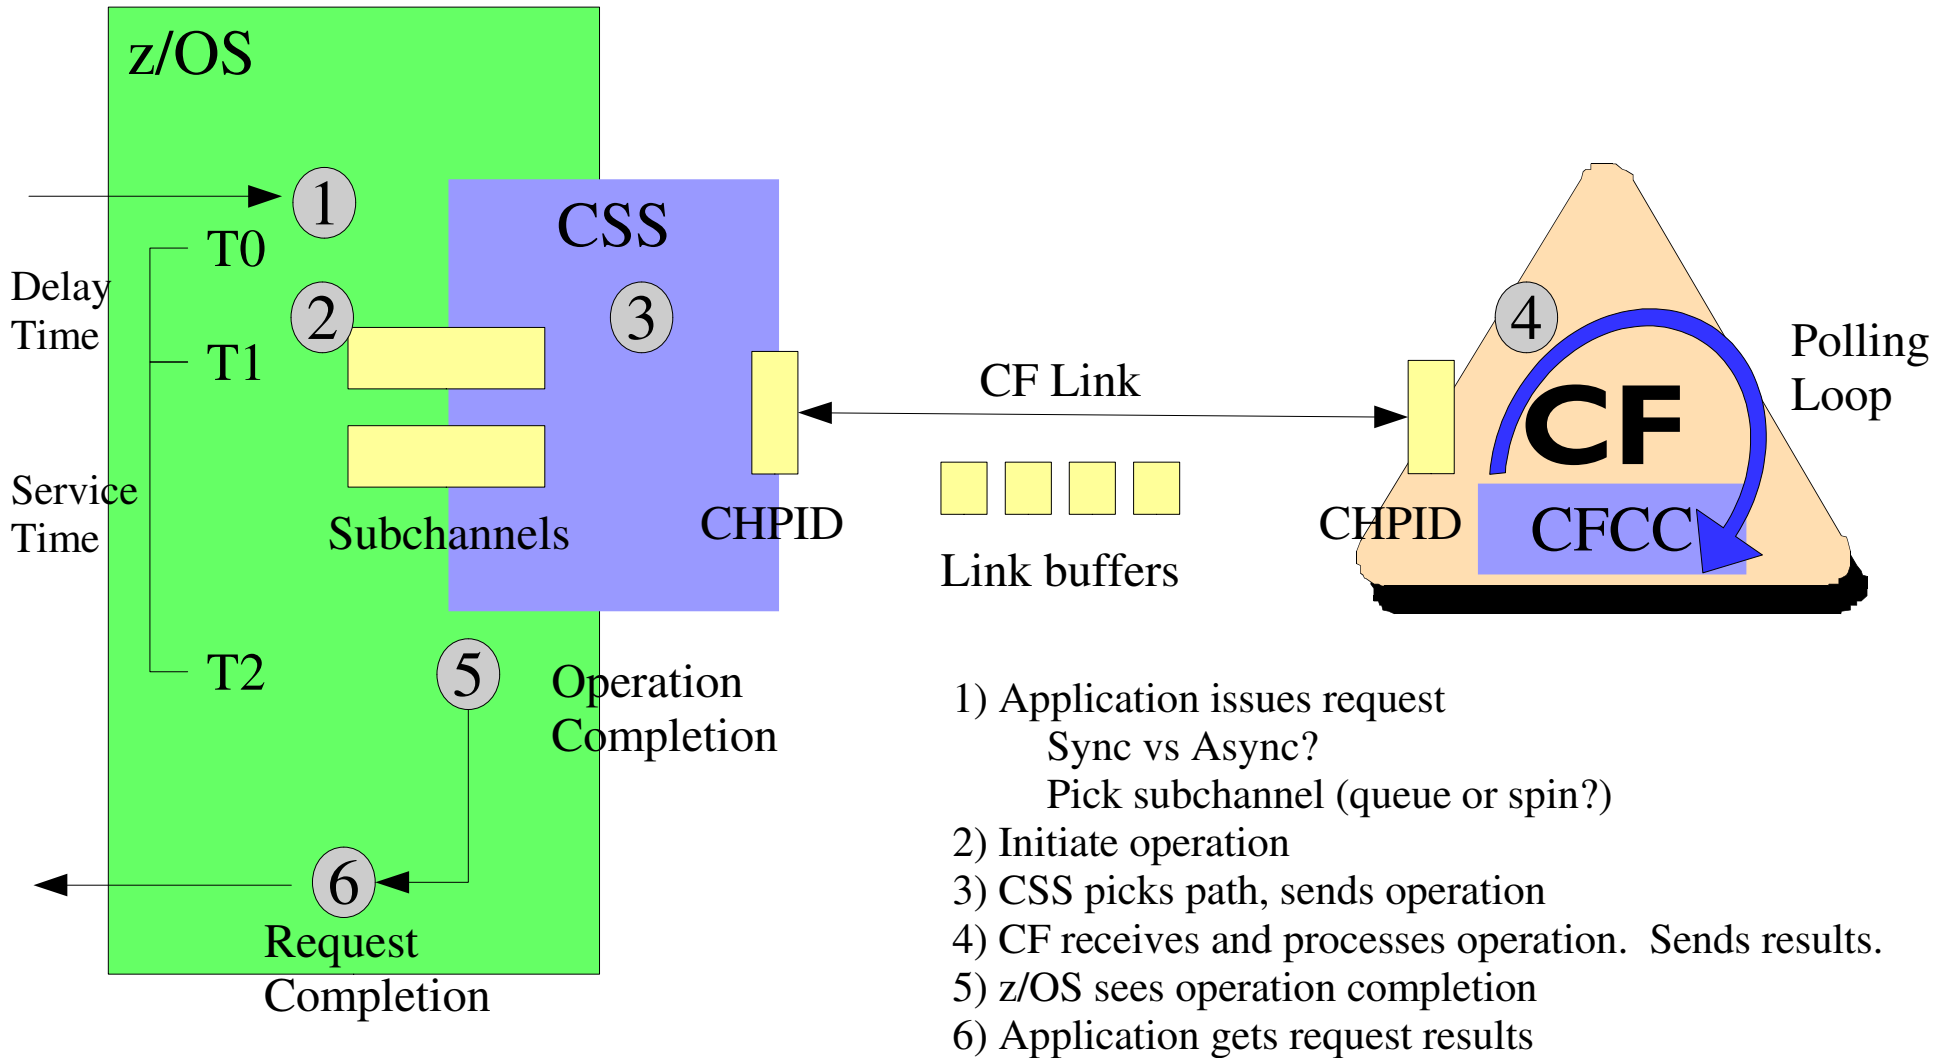 z/OS
1
CSS
T0
Delay
Time
2
3
4
T1
CF Link
Polling
Loop
CF
Service
Time
Subchannels
CHPID
CHPID
CFCC
Link buffers
T2
5
Operation
Completion
6
Request
Completion
1) Application issues request
Sync vs Async?
Pick subchannel (queue or spin?)
2) Initiate operation
3) CSS picks path, sends operation
4) CF receives and processes operation.  Sends results.
5) z/OS sees operation completion
6) Application gets request results